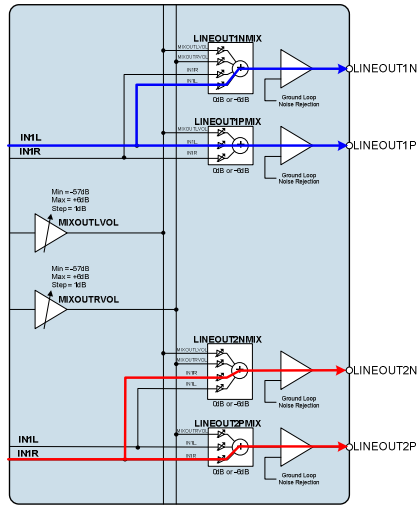 LINEOUT1NMIX
MIXOUTLVOL
MIXOUTRVOL
IN1R
IN1L
LINEOUT1N
0dB or -6dB
Ground Loop
Noise Rejection
LINEOUT1PMIX
MIXOUTLVOL
IN1L
IN1R
LINEOUT1P
IN1L
IN1R
0dB or -6dB
Ground Loop
Noise Rejection
Min = -57dB
Max = +6dB
Step = 1dB
MIXOUTLVOL
Min = -57dB
Max = +6dB
Step = 1dB
MIXOUTRVOL
LINEOUT2NMIX
MIXOUTLVOL
MIXOUTRVOL
IN1R
IN1L
LINEOUT2N
0dB or -6dB
Ground Loop
Noise Rejection
LINEOUT2PMIX
MIXOUTRVOL
IN1L
IN1R
LINEOUT2P
IN1L
IN1R
0dB or -6dB
Ground Loop
Noise Rejection